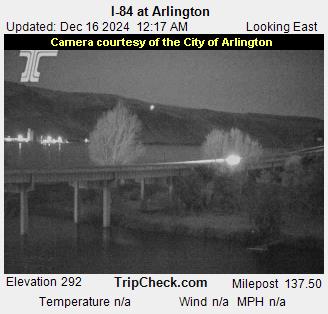 I-84 at Arlington
Updated: Dec 16 2024 12:17 AM Looking East
Camera courtesy of the City of Arlington
Elevation 292 TripCheck.com Milepost 137.50
Temperature n/a Wind n/a MPH n/a